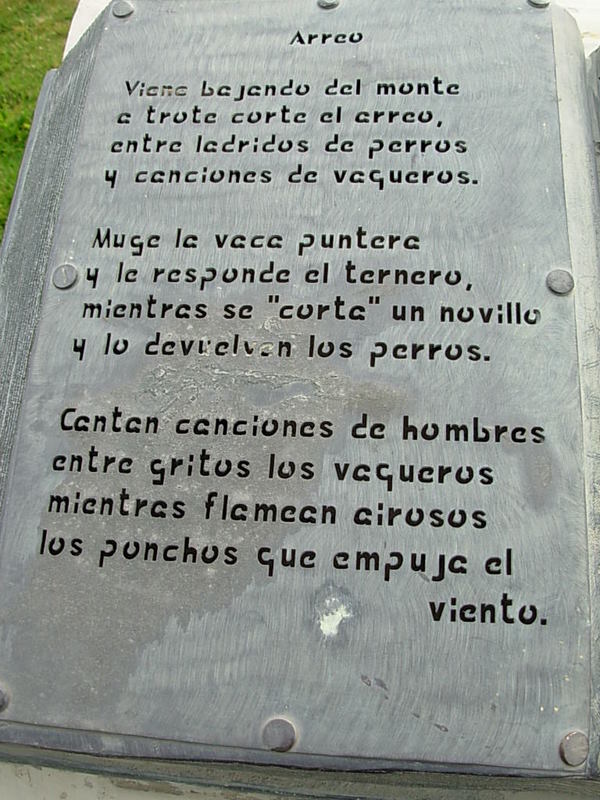 Arreo
Viene bajando del monte
a trote corto el arreo,
entre ladridos de perros
y canciones de vaqueros.
Muge la vaca puntera
y le responde el ternero,
mientras se "corta" un novillo
y lo devuelven los perros.
Cantan canciones de hombres
entre gritos los vaqueros
mientras flamean airosos
los ponchos que empuja el
viento.